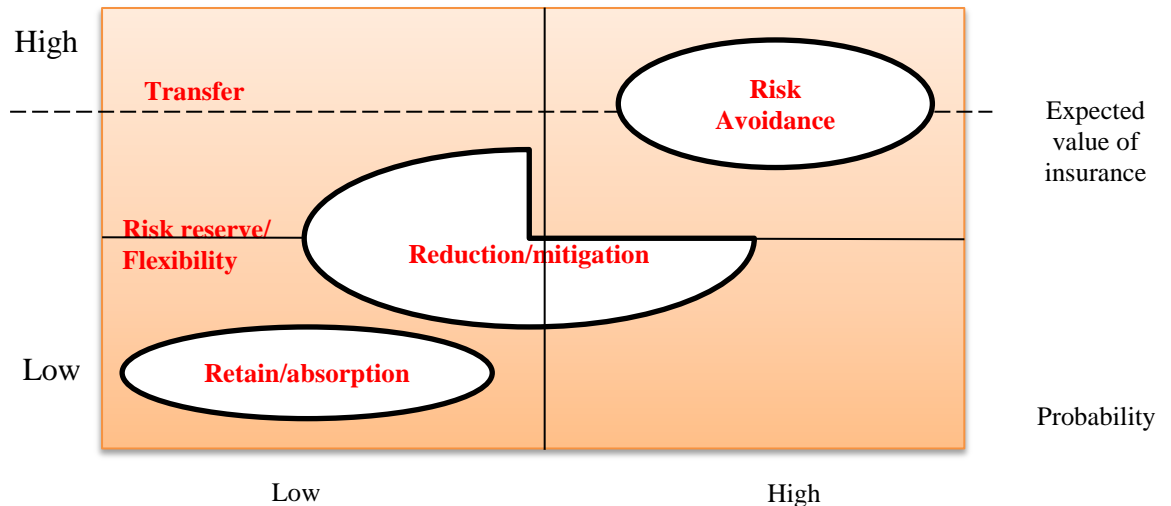 High
Transfer
Risk
Avoidance
Expected
value of
insurance
Risk reserve/
Flexibility
Reduction/mitigation
Low
Retain/absorption
Probability
Low
High